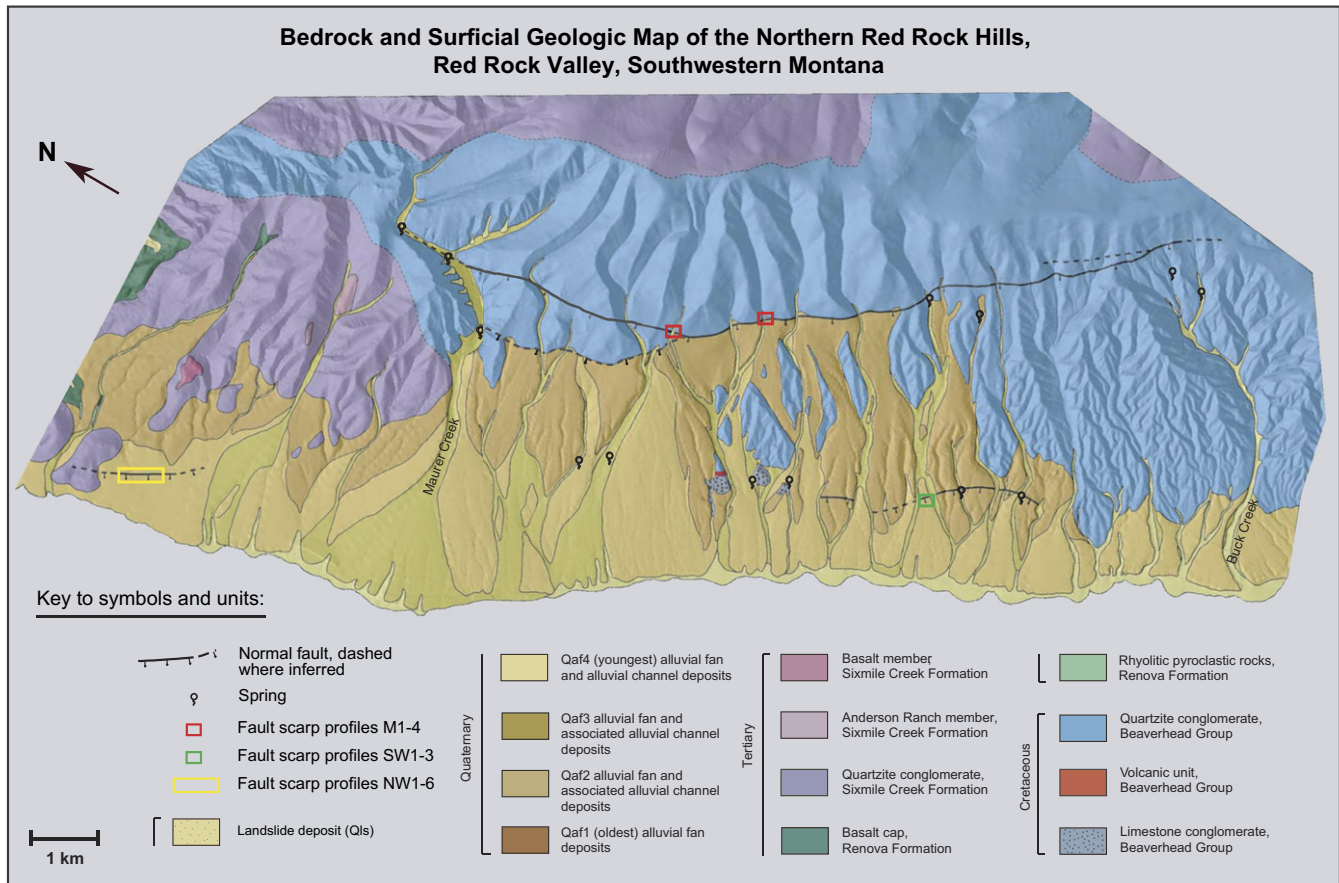 Bedrock and Surficial Geologic Map of the Northern Red Rock Hills,
Red Rock Valley, Southwestern Montana
N
Maurer Creek
Buck Creek
Key to symbols and units:
Normal fault, dashed
where inferred
Spring
Fault scarp profiles M1-4
Fault scarp profiles SW1-3
Fault scarp profiles NW1-6
Landslide deposit (Qls)
1 km
Quaternary
Qaf4 (youngest) alluvial fan
and alluvial channel deposits
Qaf3 alluvial fan and
associated alluvial channel
deposits
Qaf2 alluvial fan and
associated alluvial channel
deposits
Qaf1 (oldest) alluvial fan
deposits
Tertiary
Basalt member
Sixmile Creek Formation
Anderson Ranch member,
Sixmile Creek Formation
Quartzite conglomerate,
Sixmile Creek Formation
Basalt cap,
Renova Formation
Rhyolitic pyroclastic rocks,
Renova Formation
Cretaceous
Quartzite conglomerate,
Beaverhead Group
Volcanic unit,
Beaverhead Group
Limestone conglomerate,
Beaverhead Group